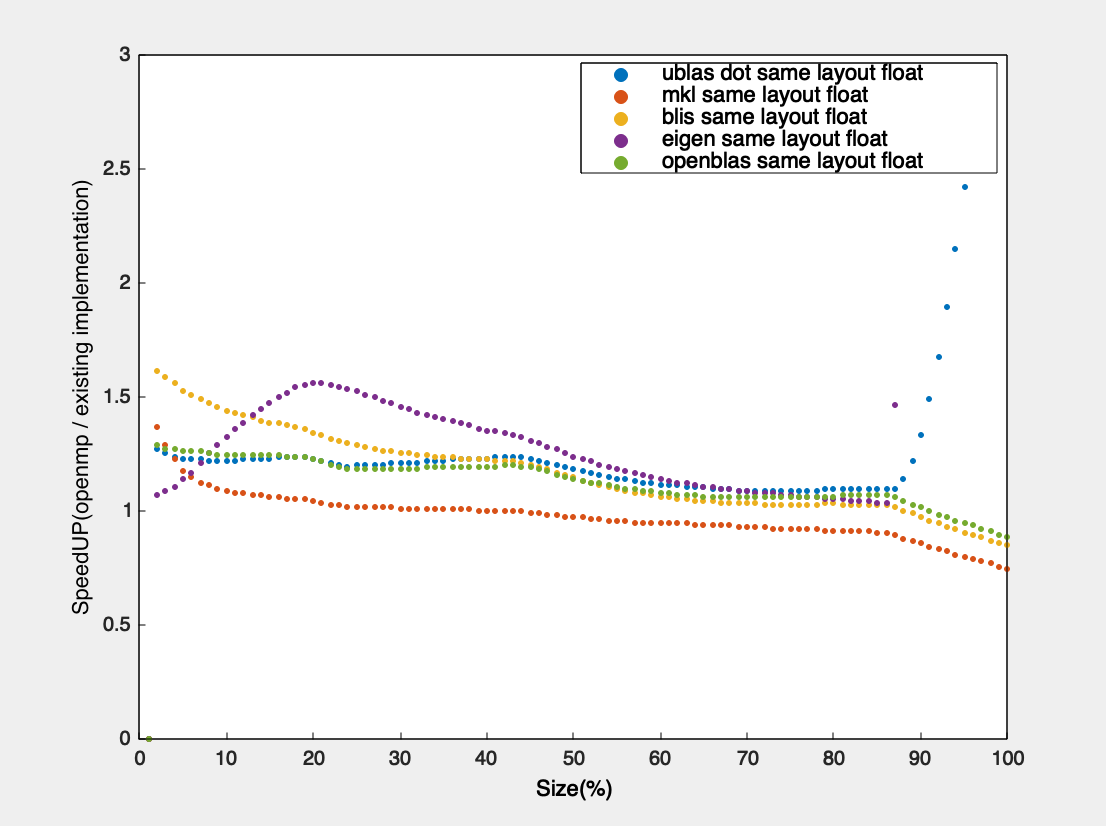 3
2.5
2
1.5
1
0.5
0
SpeedUP(openmp / existing implementation)
ublas dot same layout float
mkl same layout float
blis same layout float
eigen same layout float
openblas same layout float
0 10 20 30 40 50 60 70 80 90 100
Size(%)